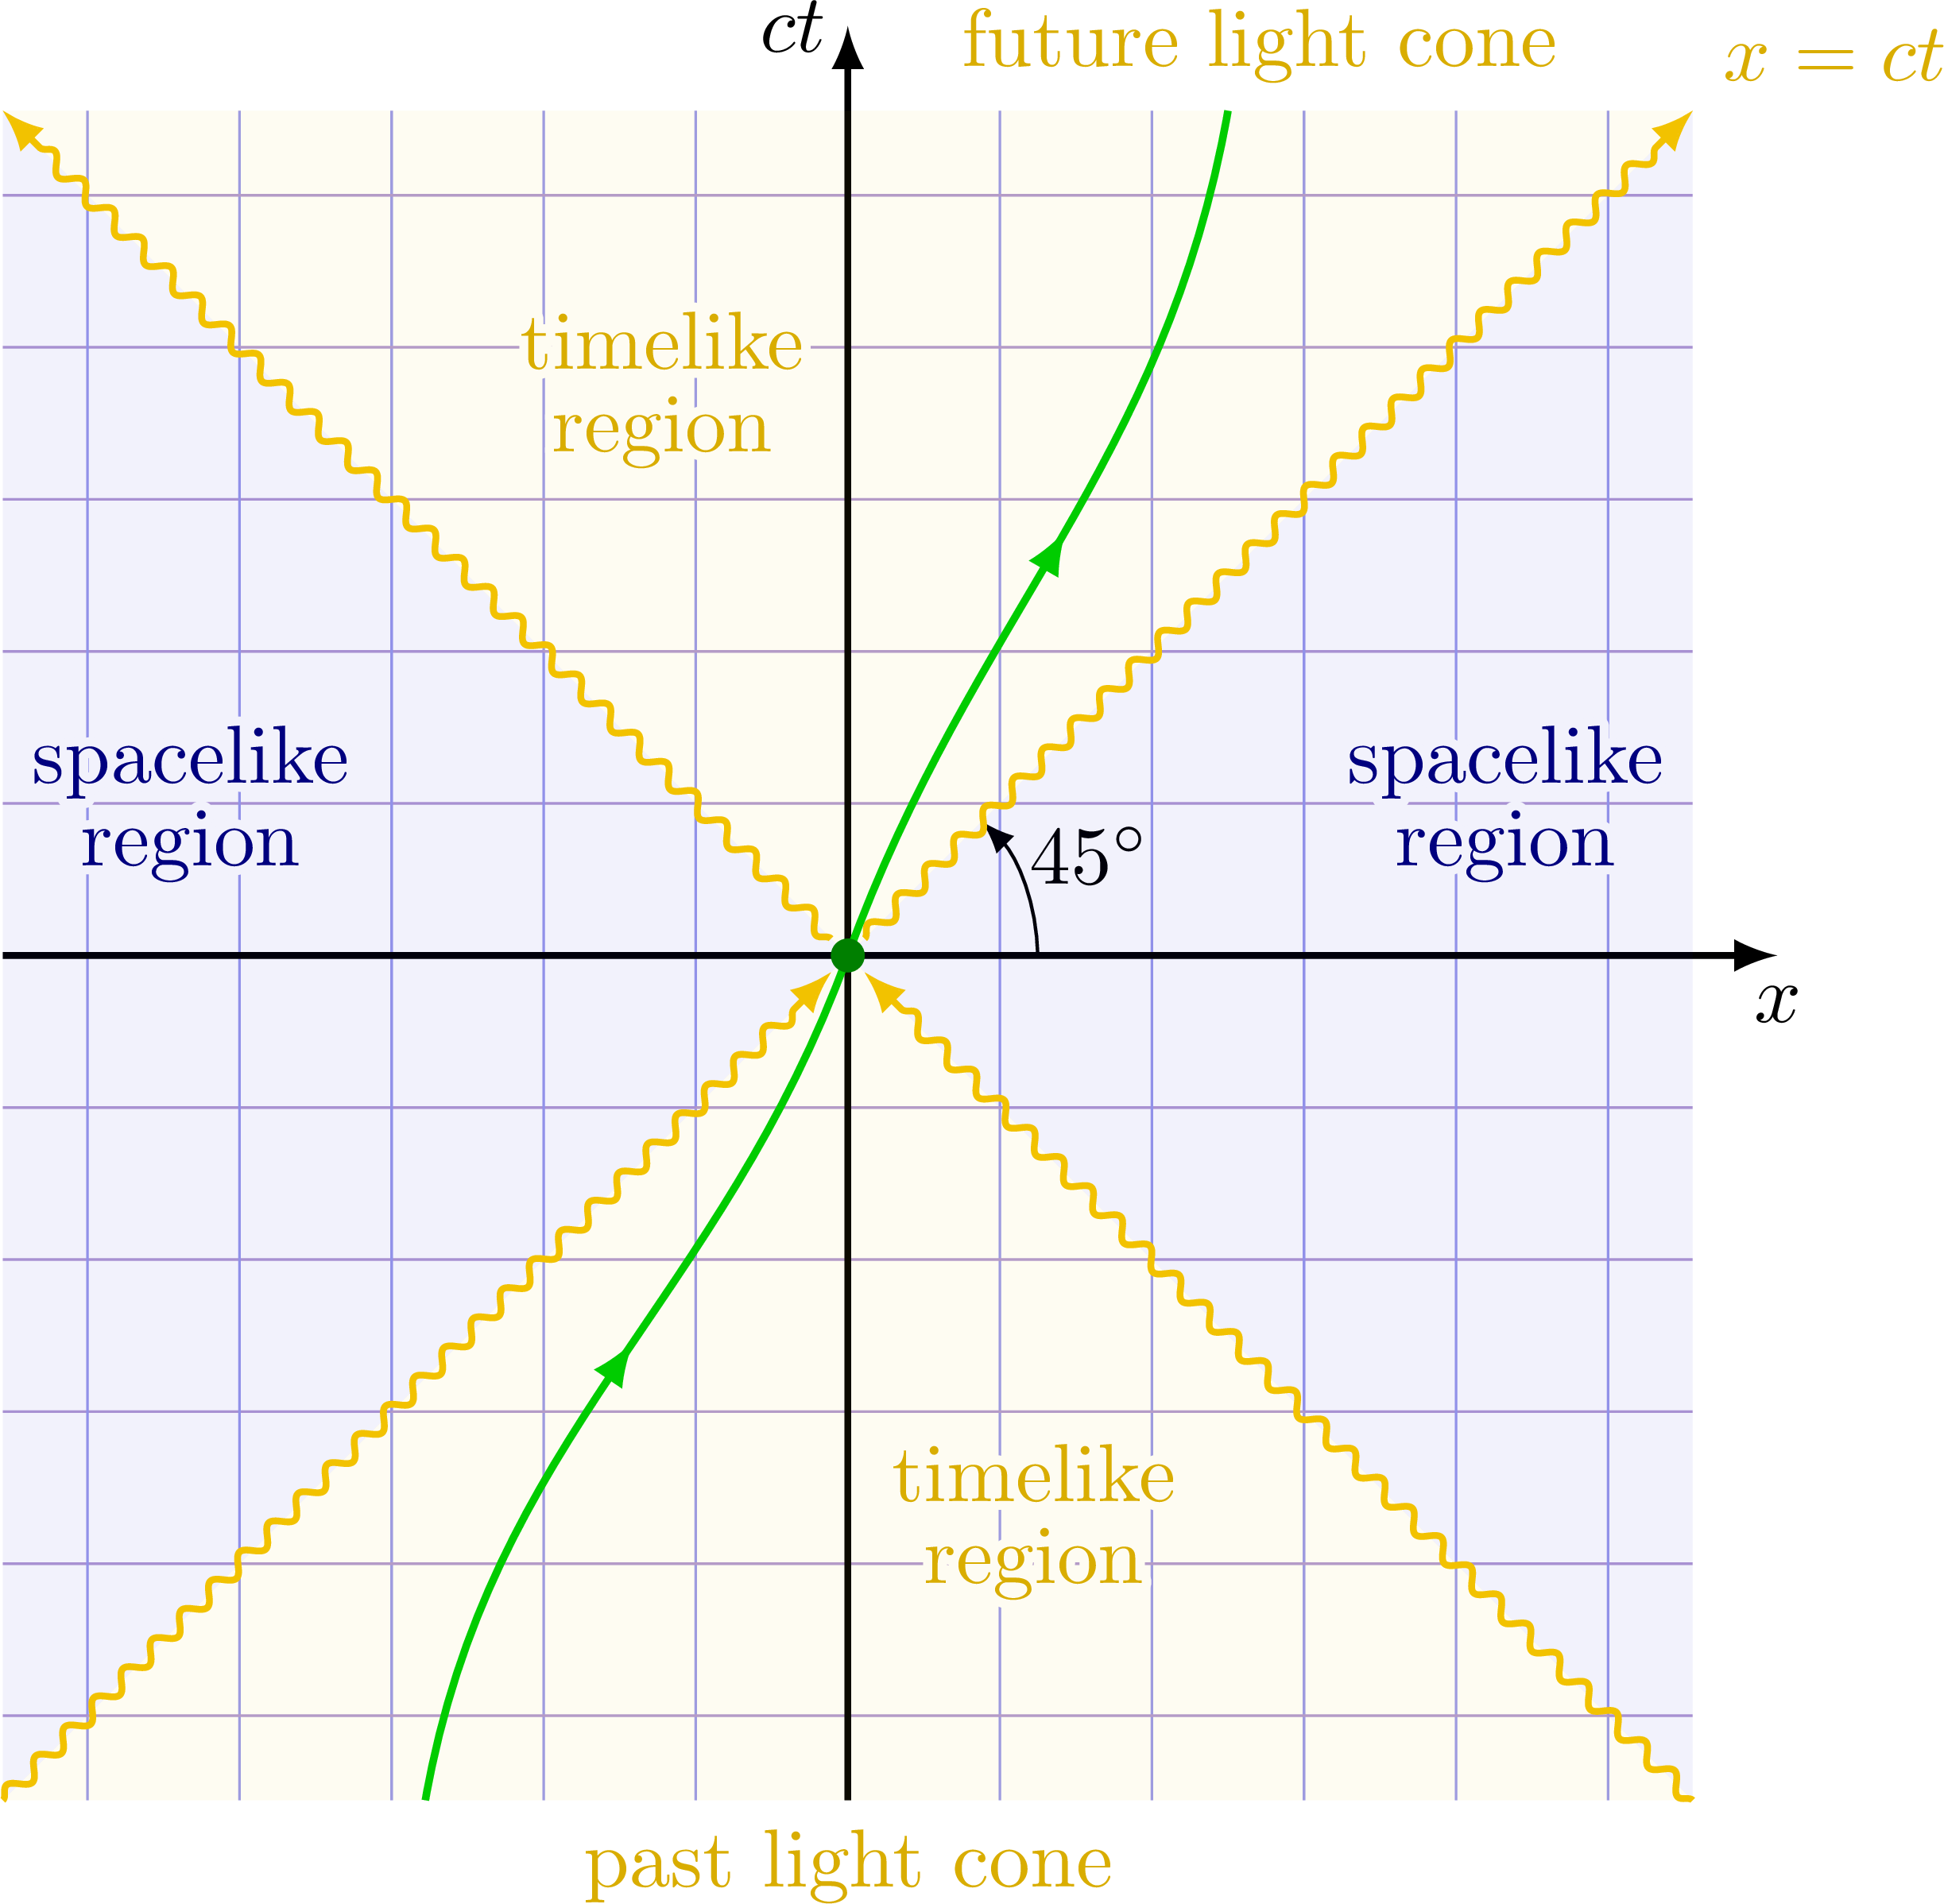 ct
future light cone
x = ct
timelike
region
spacelike
region
spacelike
region
45°
x
timelike
region
past light cone